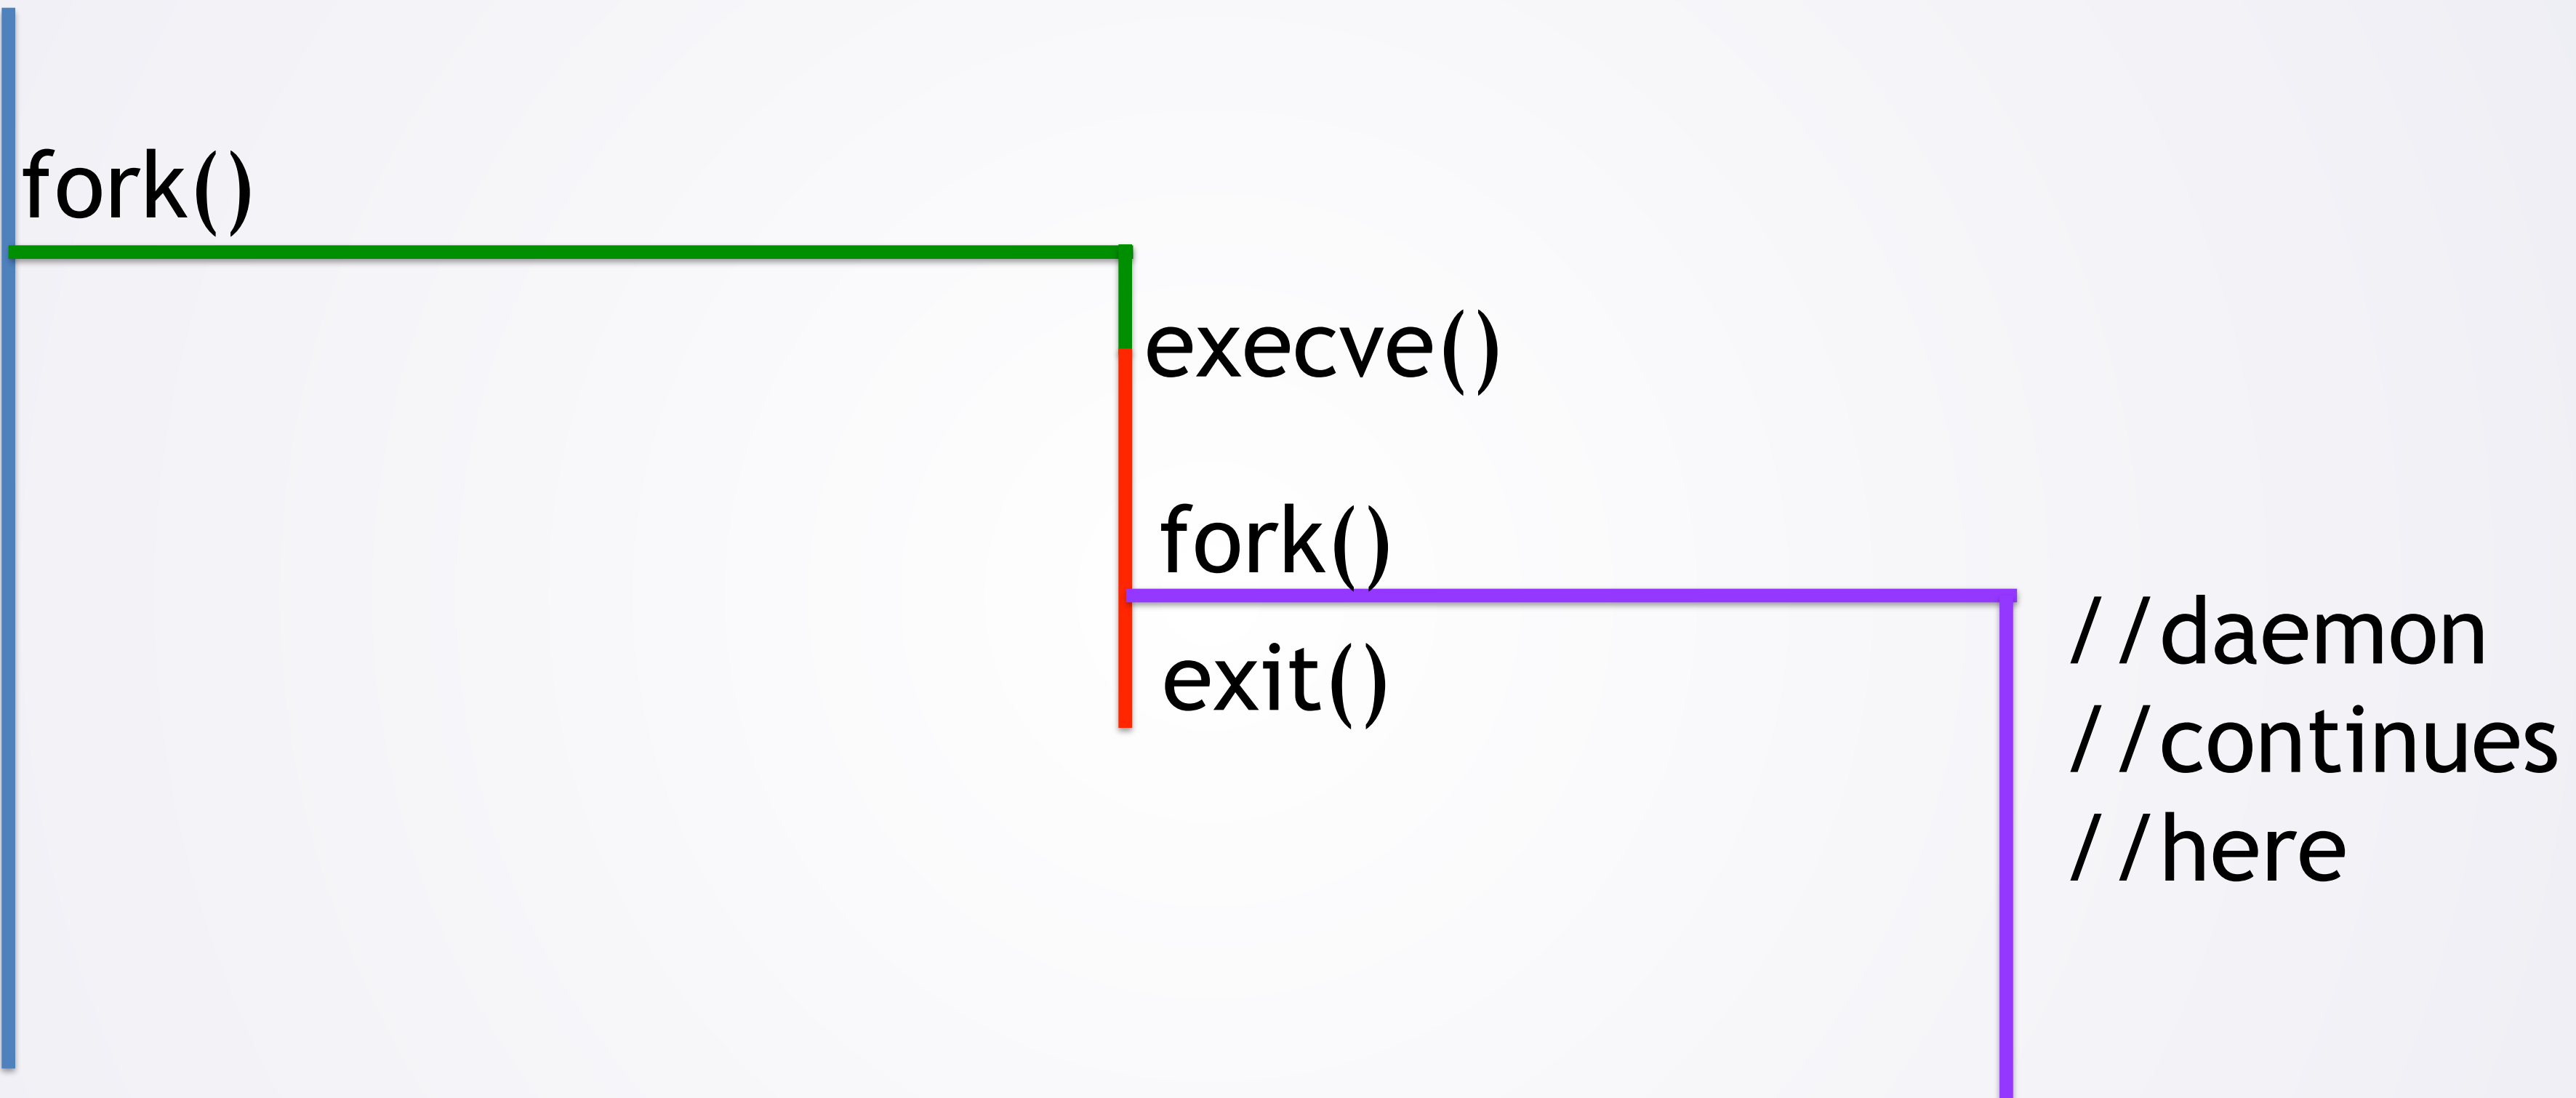 fork()
execve()
fork()
exit()
//daemon
//continues
//here